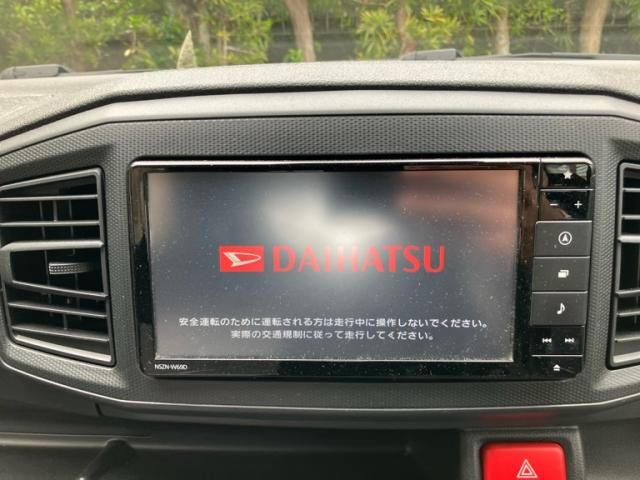 DAIHATSU
安全運転のために運転される方は走行中に操作しないでください。
実際の交通規制に従って走行してください。
NSZN-W69D